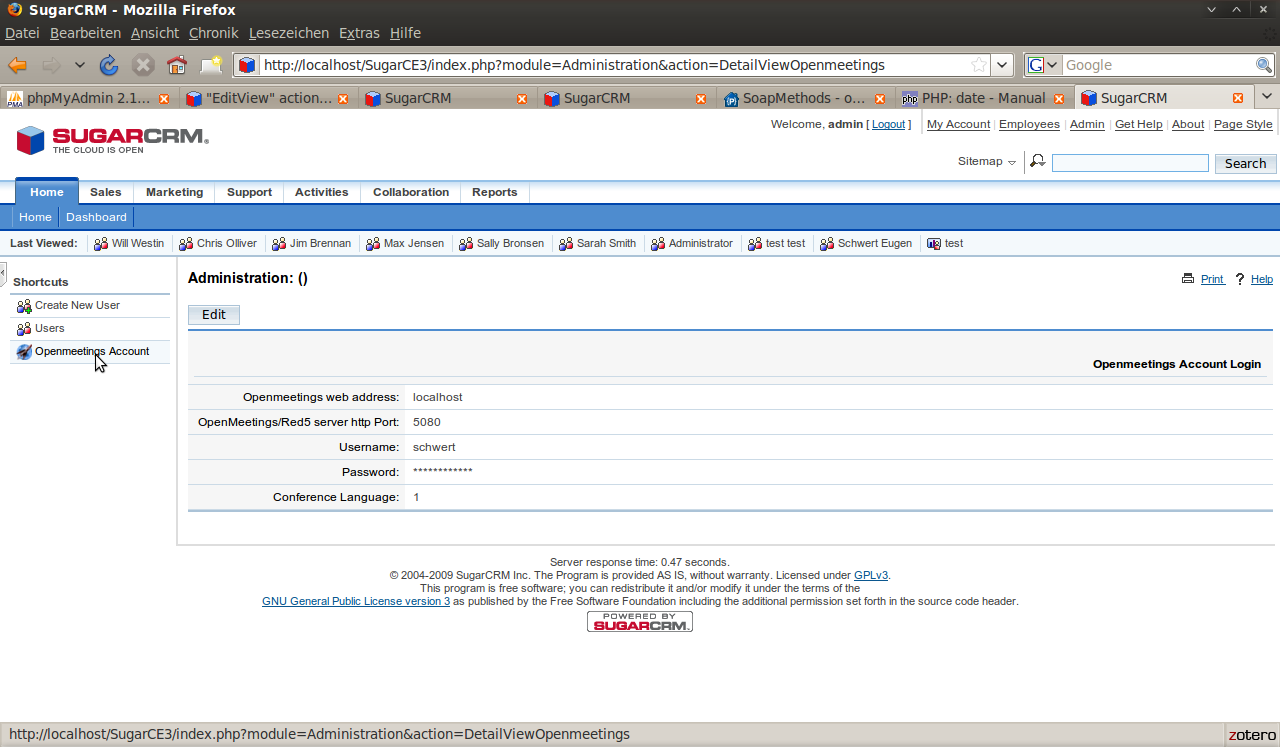 SugarCRM - Mozilla Firefox
Datei Bearbeiten Ansicht Chronik Lesezeichen Extras Hilfe
http://localhost/SugarCE3/index.php?module=Administration&action=DetailViewOpenmeetings
G Google
PMA phpMyAdmin 2.1... "EditView" action... SugarCRM SugarCRM SoapMethods - o... php PHP: date - Manual SugarCRM
SUGARCRM.
THE CLOUD IS OPEN
Welcome, admin [ Logout ] My Account | Employees | Admin | Get Help | About | Page Style
Sitemap Search
Home Sales Marketing Support Activities Collaboration Reports
Home Dashboard
Last Viewed: Will Westin Chris Olliver Jim Brennan Max Jensen Sally Bronsen Sarah Smith Administrator test test Schwert Eugen test
Shortcuts
Create New User
Users
Openmeetings Account
Administration: ()
Print ? Help
Edit
Openmeetings Account Login
Openmeetings web address: localhost
OpenMeetings/Red5 server http Port: 5080
Username: schwert
Password: ************
Conference Language: 1
Server response time: 0.47 seconds.
© 2004-2009 SugarCRM Inc. The Program is provided AS IS, without warranty. Licensed under GPLv3.
This program is free software; you can redistribute it and/or modify it under the terms of the
GNU General Public License version 3 as published by the Free Software Foundation including the additional permission set forth in the source code header.
POWERED BY
SUGARCRM.
http://localhost/SugarCE3/index.php?module=Administration&action=DetailViewOpenmeetings
zotero